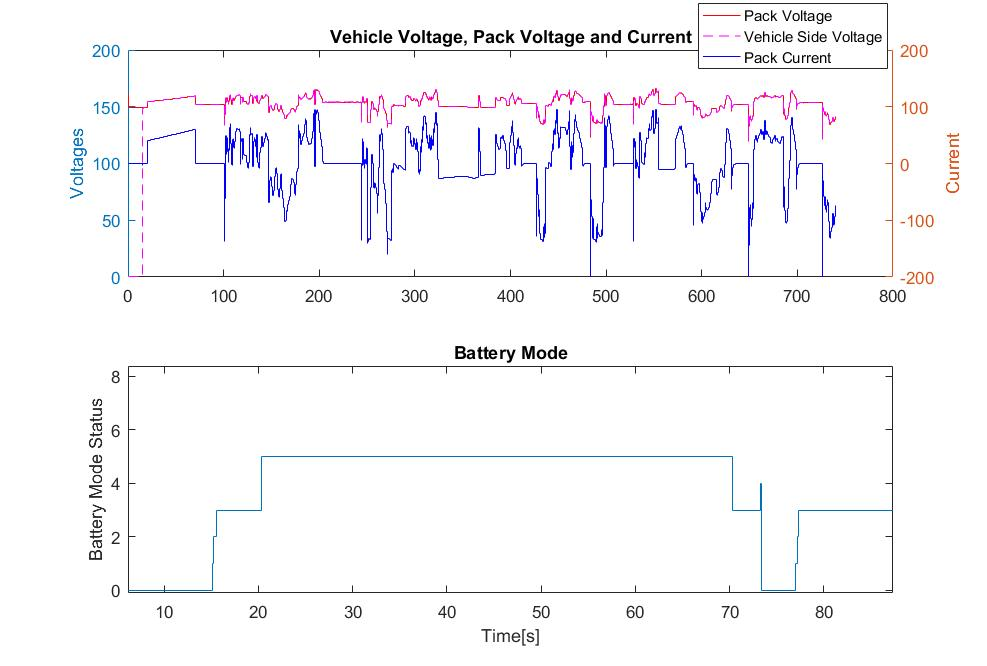 Vehicle Voltage, Pack Voltage and Current
Pack Voltage
Vehicle Side Voltage
Pack Current
Voltages
200
150
100
50
0
200
100
0
-100
-200
Current
0 100 200 300 400 500 600 700 800
Battery Mode
Battery Mode Status
8
6
4
2
0
10 20 30 40 50 60 70 80
Time[s]